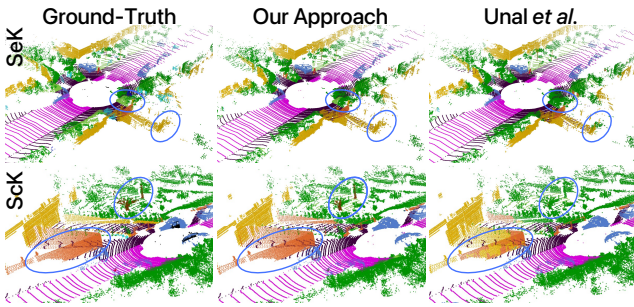 Ground-Truth
Our Approach
Unal et al.
SeK
ScK